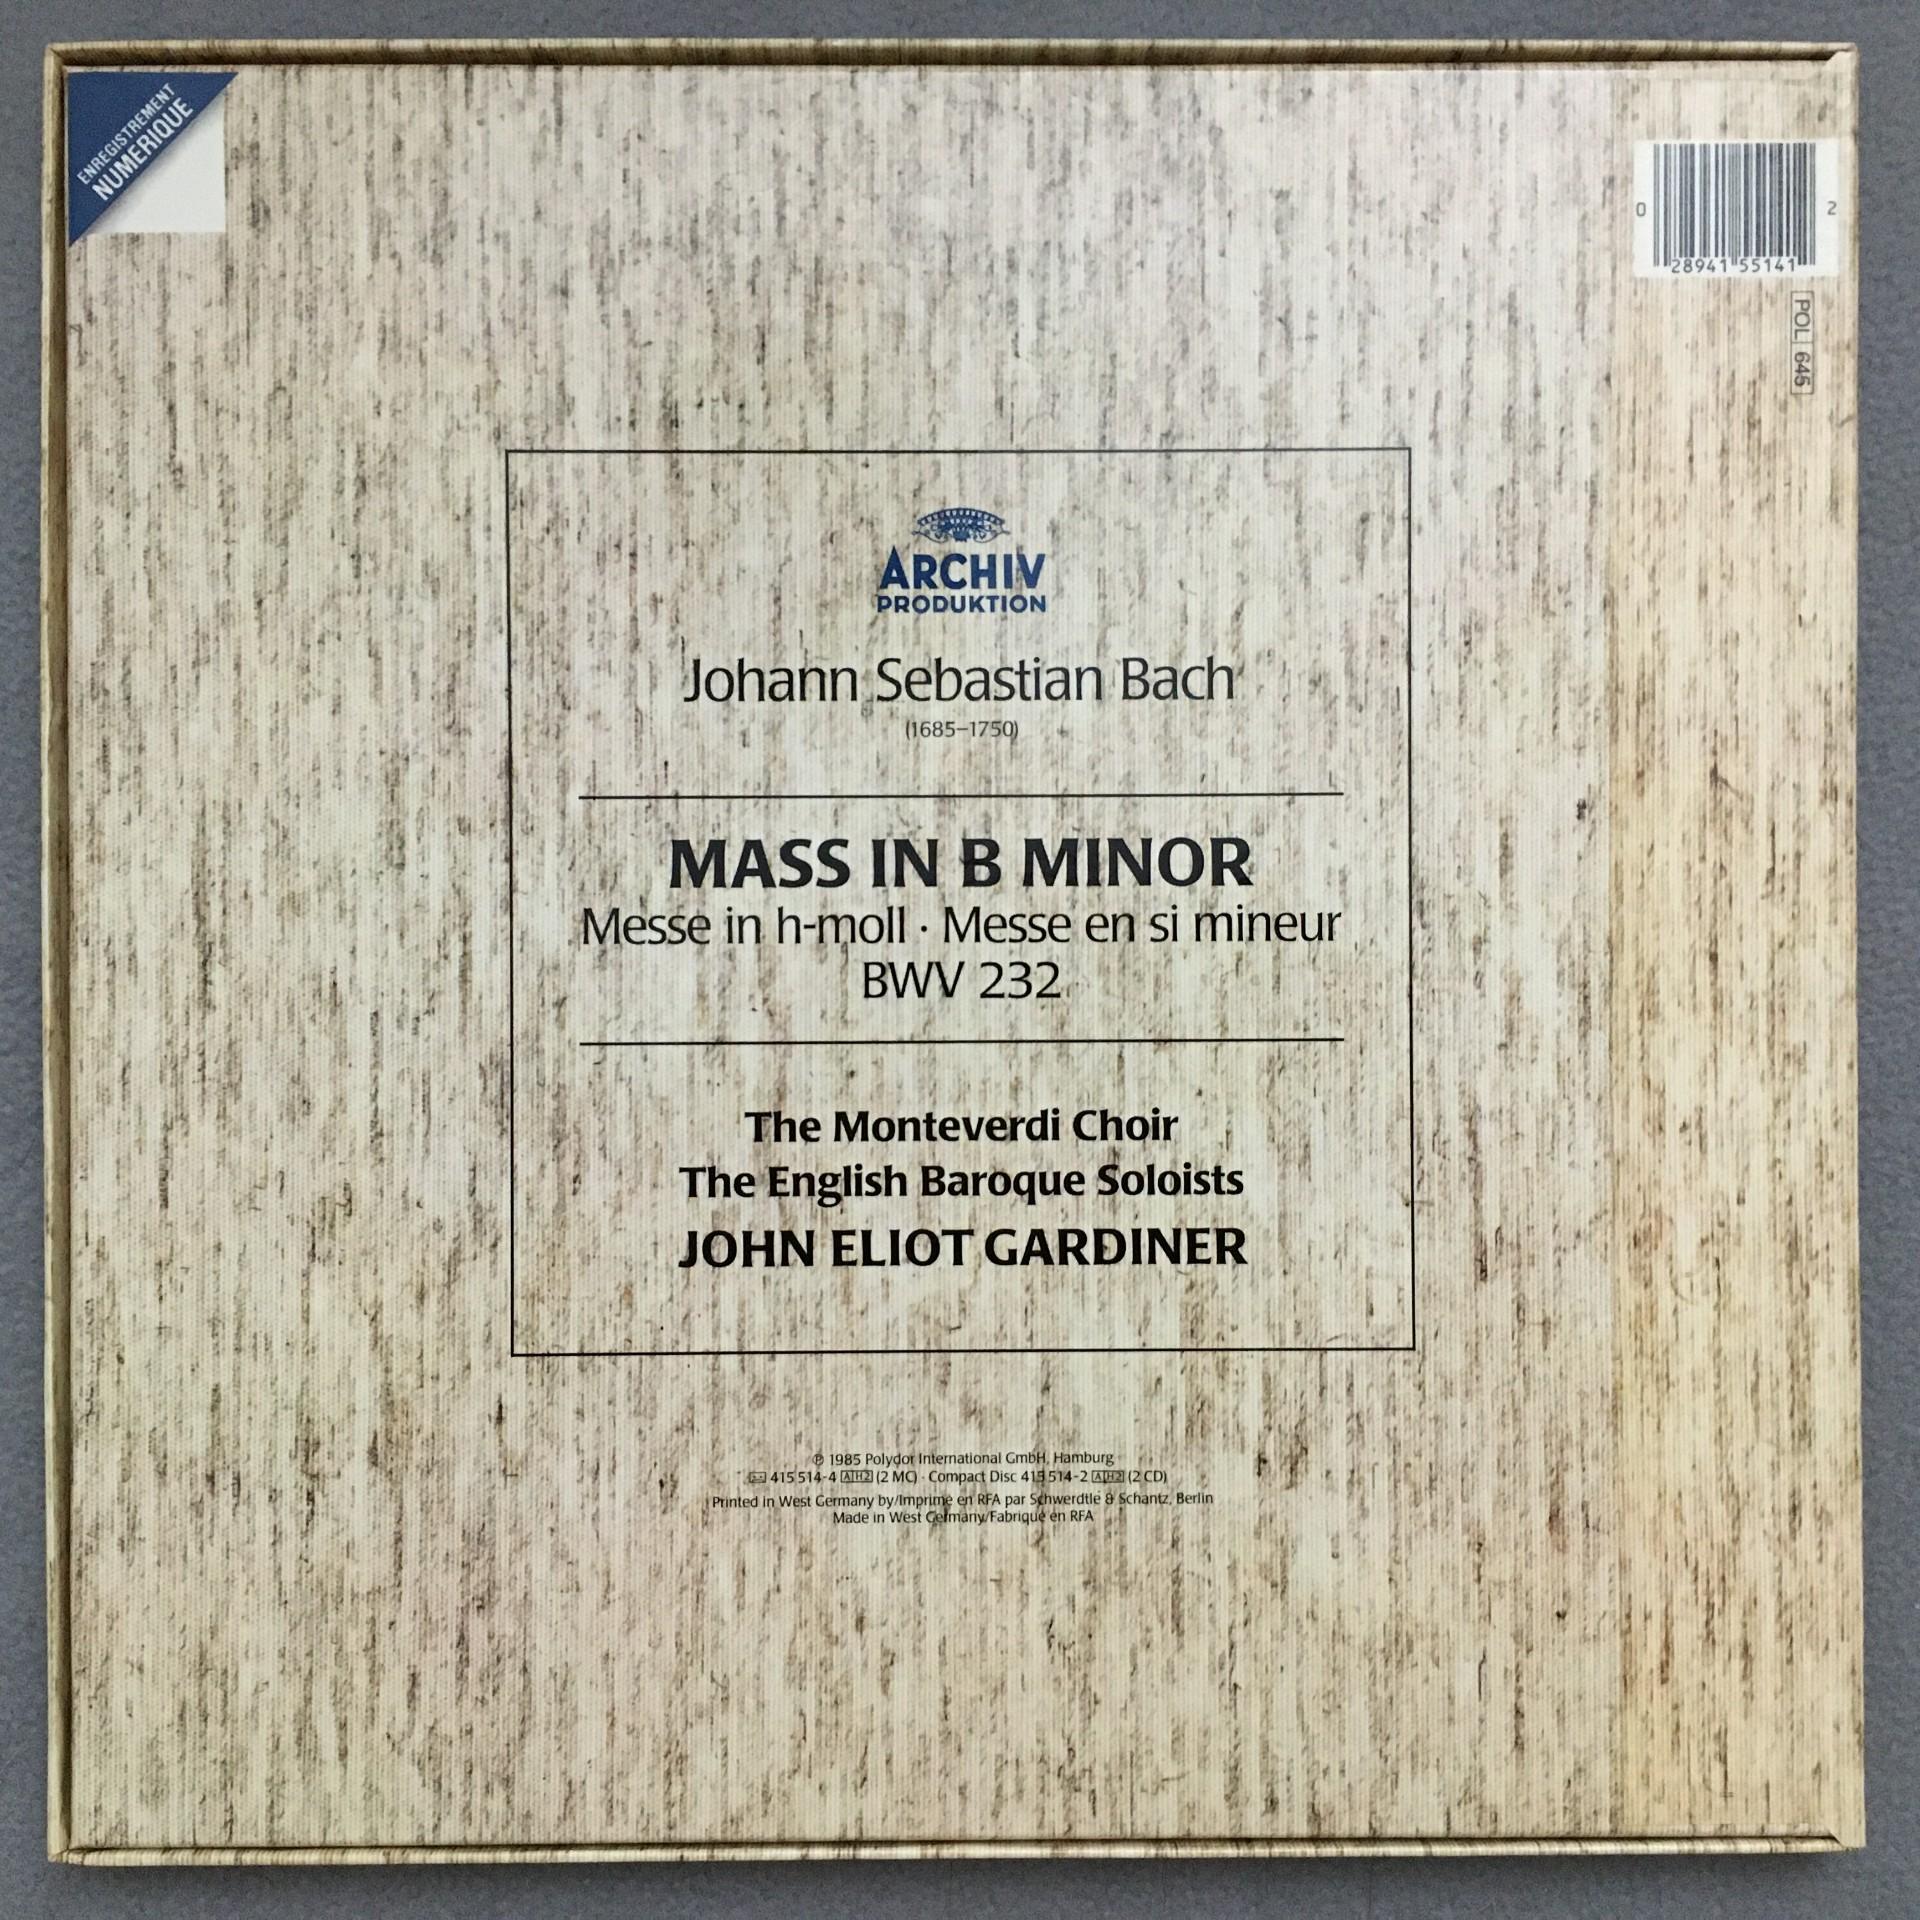 ENREGISTREMENT
NUMERIQUE
0 28941 55141 2
POL 645
ARCHIV
PRODUKTION
Johann Sebastian Bach
(1685–1750)
MASS IN B MINOR
Messe in h-moll · Messe en si mineur
BWV 232
The Monteverdi Choir
The English Baroque Soloists
JOHN ELIOT GARDINER
℗ 1985 Polydor International GmbH, Hamburg
415 514-4 AH2 (2 MC) · Compact Disc 415 514-2 AH2 (2 CD)
Printed in West Germany by/Imprimé en RFA par Schwerdtle & Schantz, Berlin
Made in West Germany/Fabriqué en RFA